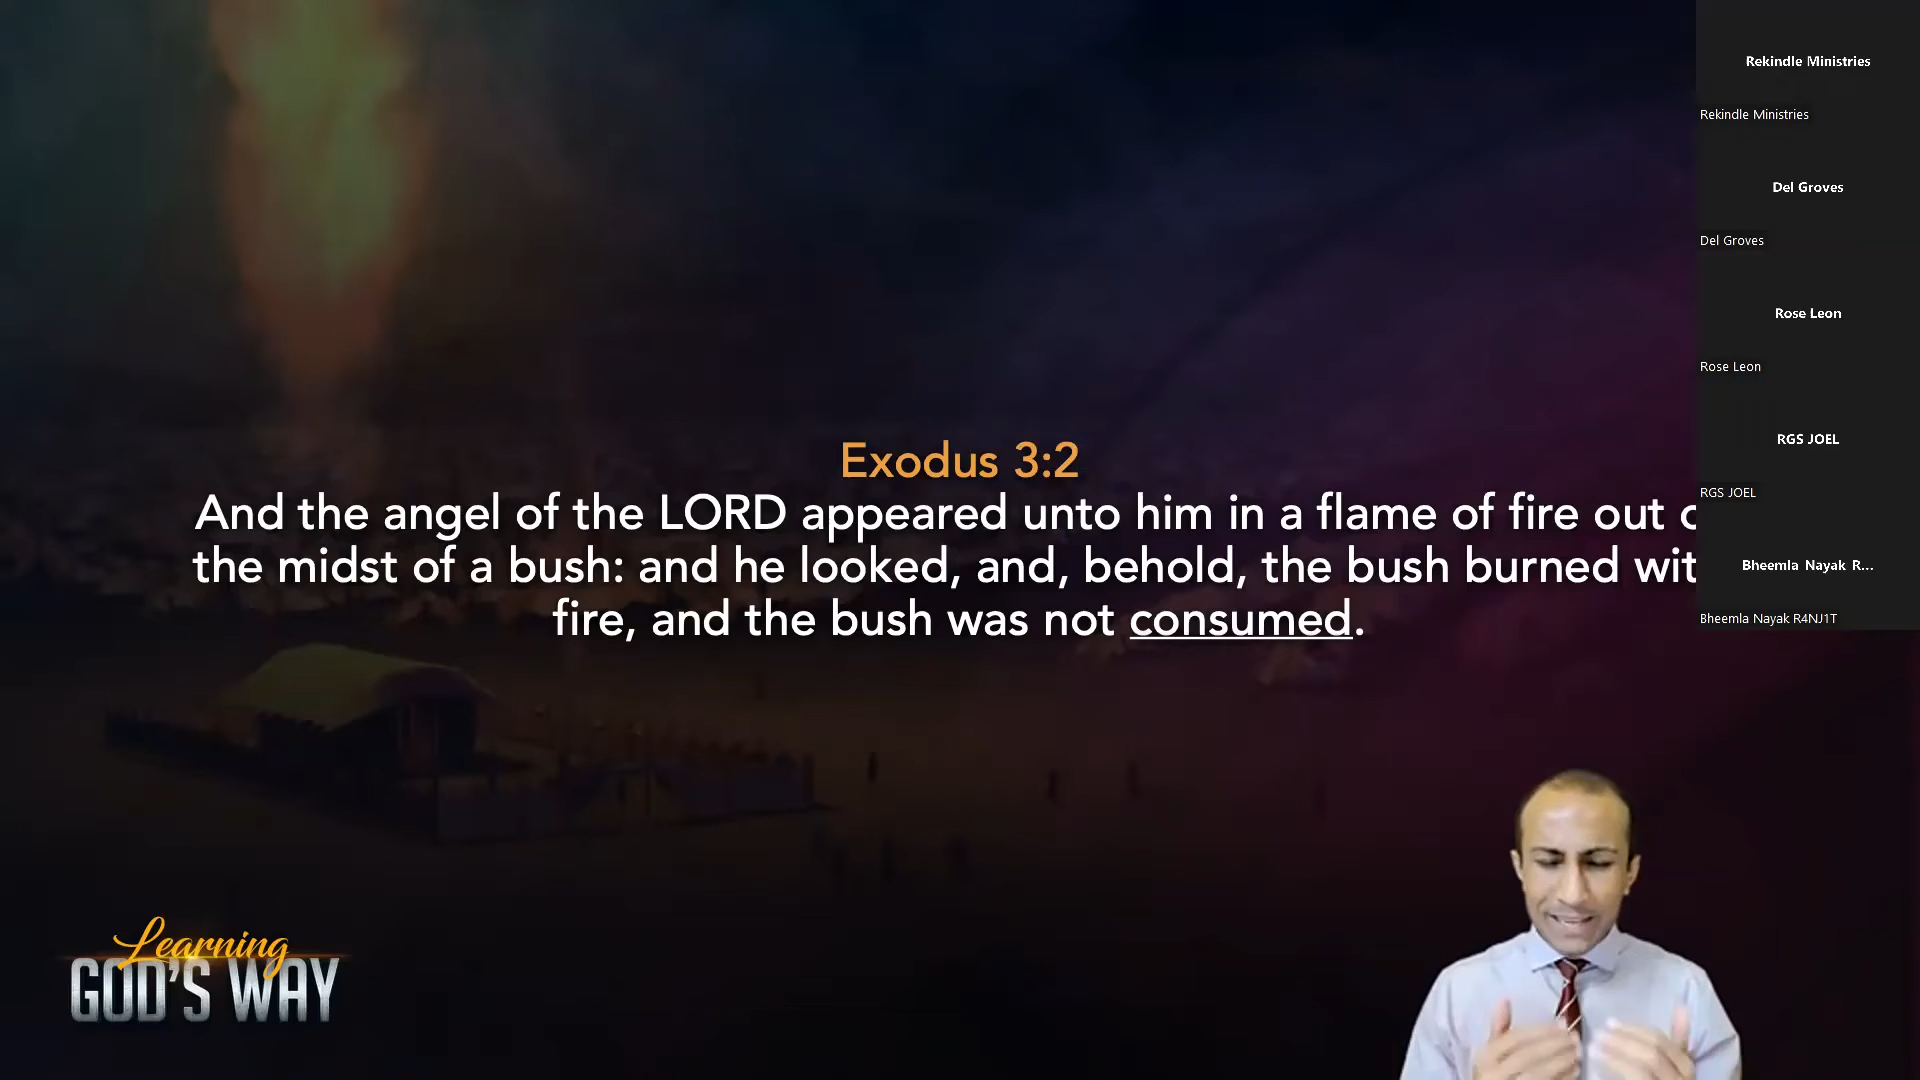 Exodus 3:2
And the angel of the LORD appeared unto him in a flame of fire out
the midst of a bush: and he looked, and, behold, the bush burned wit
fire, and the bush was not consumed.
Learning
GOD'S WAY
Rekindle Ministries
Rekindle Ministries
Del Groves
Del Groves
Rose Leon
Rose Leon
RGS JOEL
RGS JOEL
Bheemla Nayak R...
Bheemla Nayak R4NJ1T